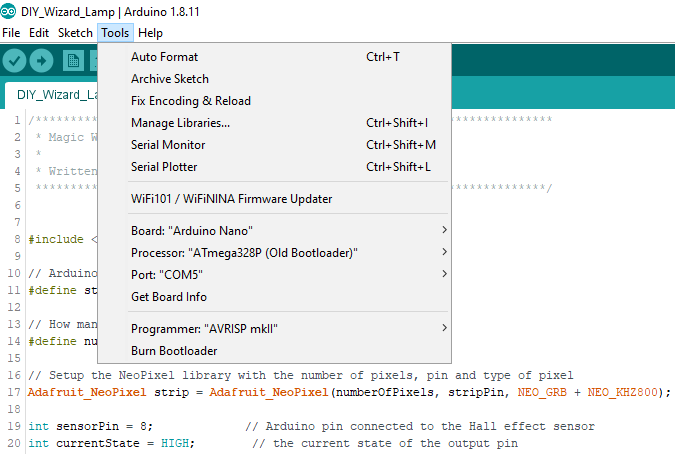 DIY_Wizard_Lamp | Arduino 1.8.11
File Edit Sketch Tools Help
Auto Format Ctrl+T
DIY_Wizard_La
Archive Sketch
Fix Encoding & Reload
Manage Libraries... Ctrl+Shift+I
Serial Monitor Ctrl+Shift+M
Serial Plotter Ctrl+Shift+L
WiFi101 / WiFiNINA Firmware Updater
Board: "Arduino Nano"
Processor: "ATmega328P (Old Bootloader)"
Port: "COM5"
Get Board Info
Programmer: "AVRISP mkII"
Burn Bootloader
1 /*********** ***************
2 * Magic W
3 *
4 * Written
5 *********** **************/
6
7
8 #include <
9
10 // Arduino
11 #define st
12
13 // How man
14 #define nu
15
16 // Setup the NeoPixel library with the number of pixels, pin and type of pixel
17 Adafruit_NeoPixel strip = Adafruit_NeoPixel(numberOfPixels, stripPin, NEO_GRB + NEO_KHZ800);
18
19 int sensorPin = 8; // Arduino pin connected to the Hall effect sensor
20 int currentState = HIGH; // the current state of the output pin